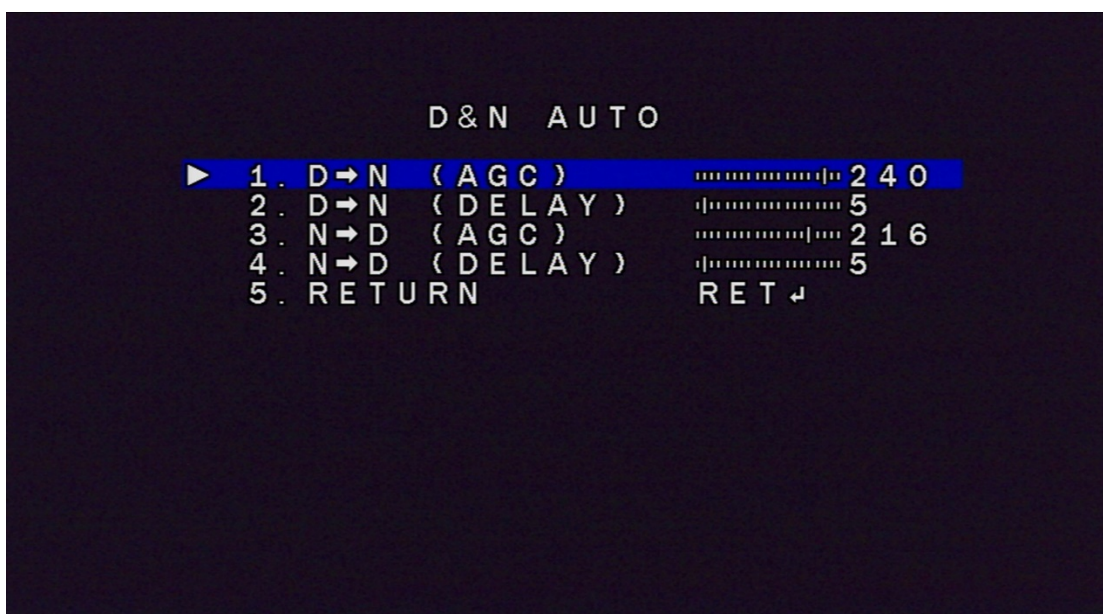 D&N AUTO
► 1. D➡N (AGC) 240
2. D➡N (DELAY) 5
3. N➡D (AGC) 216
4. N➡D (DELAY) 5
5. RETURN RET↲